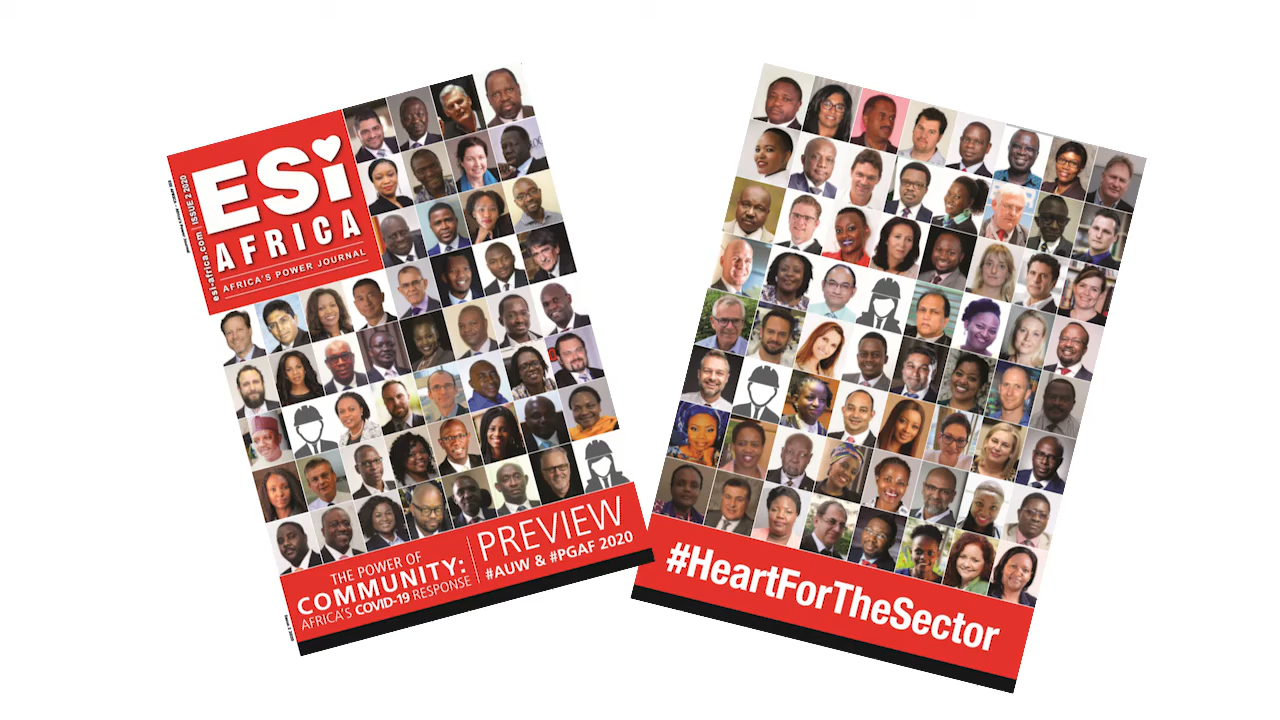 ESi
AFRICA
AFRICA'S POWER JOURNAL
esi-africa.com | ISSUE 2 2020
THE POWER OF
COMMUNITY:
AFRICA'S COVID-19 RESPONSE
PREVIEW
#AUW & #PGAF 2020
#HeartForTheSector